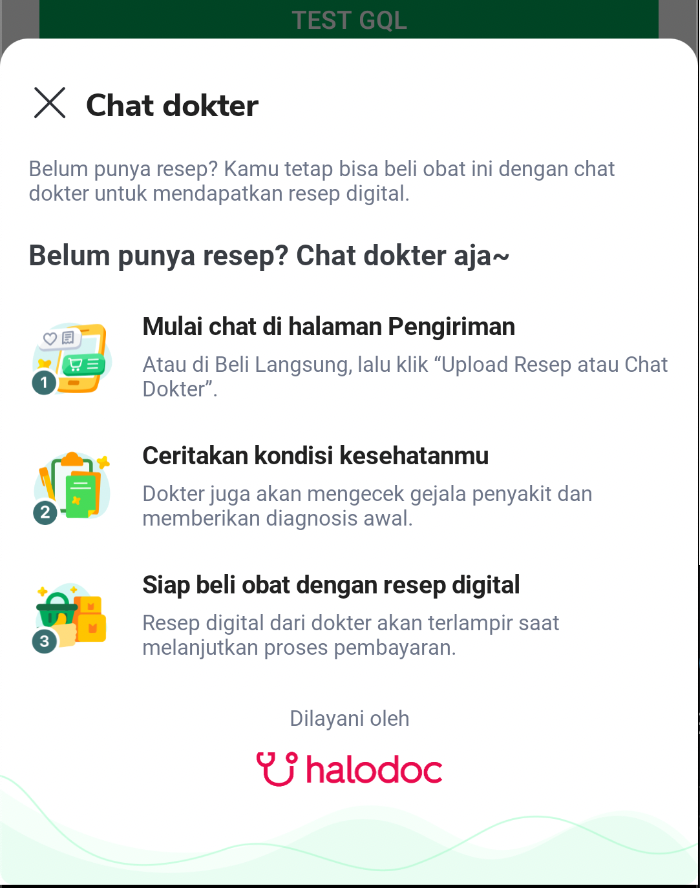 TEST GQL
Chat dokter
Belum punya resep? Kamu tetap bisa beli obat ini dengan chat
dokter untuk mendapatkan resep digital.
Belum punya resep? Chat dokter aja~
Mulai chat di halaman Pengiriman
Atau di Beli Langsung, lalu klik “Upload Resep atau Chat
Dokter”.
1
Ceritakan kondisi kesehatanmu
Dokter juga akan mengecek gejala penyakit dan
memberikan diagnosis awal.
2
Siap beli obat dengan resep digital
Resep digital dari dokter akan terlampir saat
melanjutkan proses pembayaran.
3
Dilayani oleh
halodoc